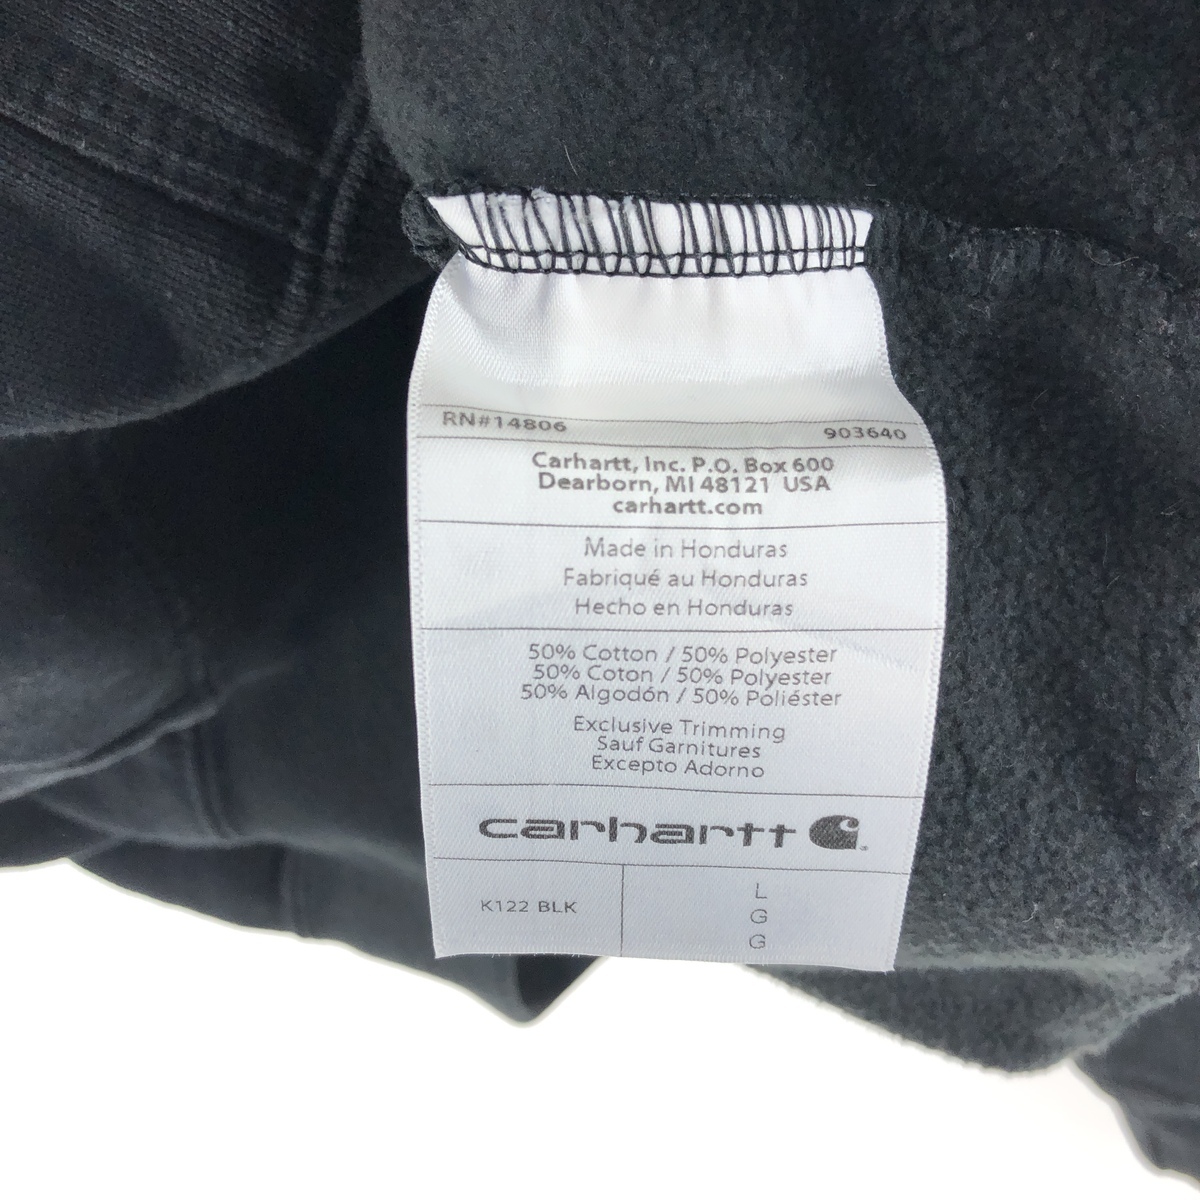 RN#14806
903640
Carhartt, Inc. P.O. Box 600
Dearborn, MI 48121 USA
carhartt.com
Made in Honduras
Fabriqué au Honduras
Hecho en Honduras
50% Cotton / 50% Polyester
50% Coton / 50% Polyester
50% Algodón / 50% Poliéster
Exclusive Trimming
Sauf Garnitures
Excepto Adorno
carhartt
K122 BLK
L
G
G